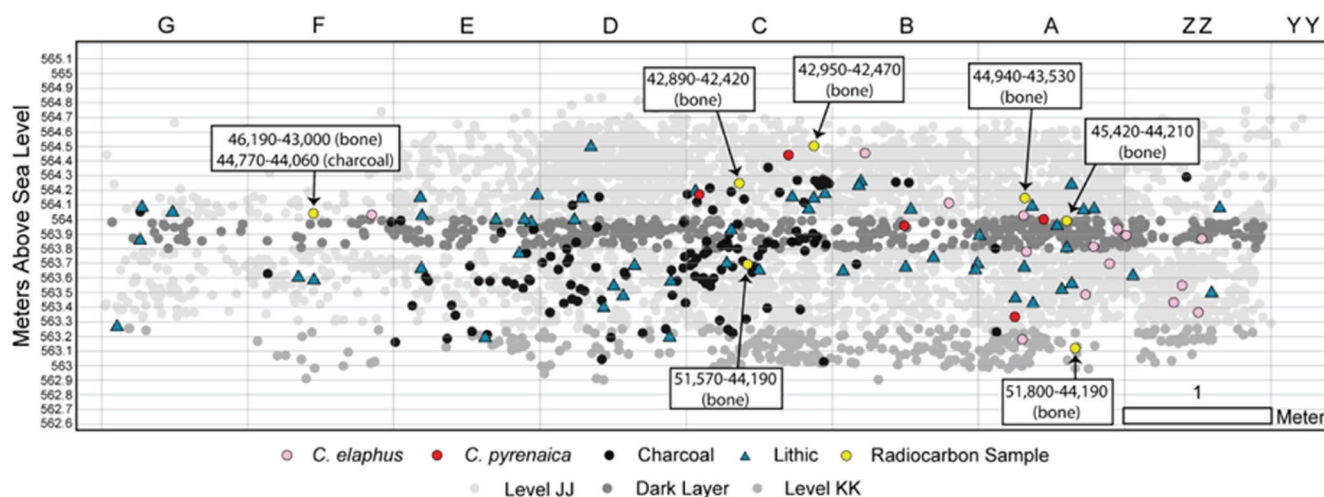 G F E D C B A ZZ YY
Meters Above Sea Level
565.1
565
564.9
564.8
564.7
564.6
564.5
564.4
564.3
564.2
564.1
564
563.9
563.8
563.7
563.6
563.5
563.4
563.3
563.2
563.1
563
562.9
562.8
562.7
562.6
46,190-43,000 (bone)
44,770-44,060 (charcoal)
42,890-42,420
(bone)
42,950-42,470
(bone)
44,940-43,530
(bone)
45,420-44,210
(bone)
51,570-44,190
(bone)
51,800-44,190
(bone)
1
Meter
C. elaphus C. pyrenaica Charcoal Lithic Radiocarbon Sample
Level JJ Dark Layer Level KK